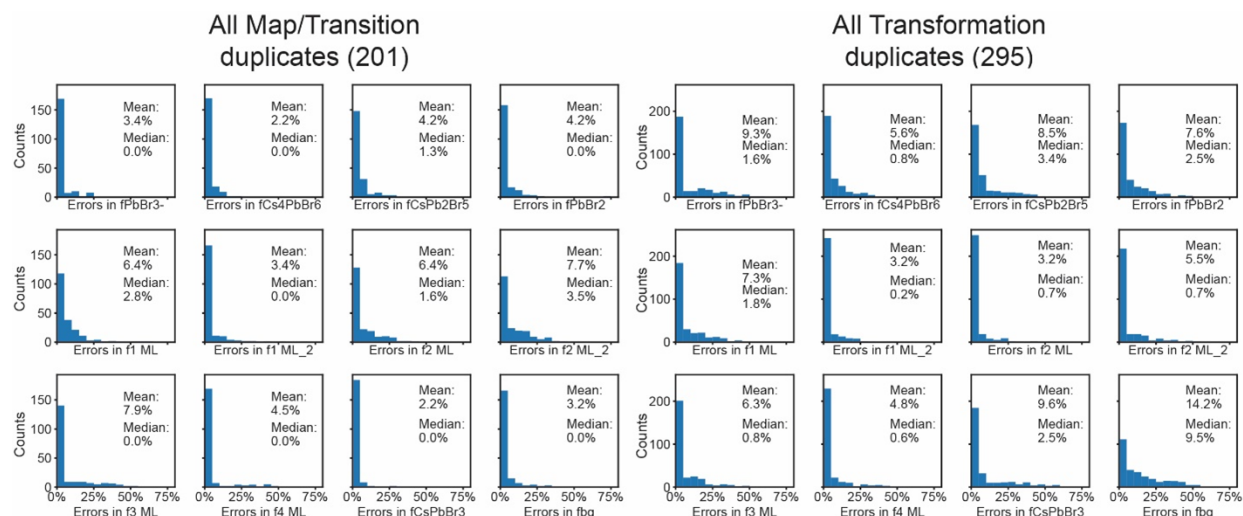 All Map/Transition
duplicates (201)
Counts
150
100
50
0
Mean:
3.4%
Median:
0.0%
Errors in fPbBr3-
Mean:
2.2%
Median:
0.0%
Errors in fCs4PbBr6
Mean:
4.2%
Median:
1.3%
Errors in fCsPb2Br5
Mean:
4.2%
Median:
0.0%
Errors in fPbBr2
Counts
150
100
50
0
Mean:
6.4%
Median:
2.8%
Errors in f1 ML
Mean:
3.4%
Median:
0.0%
Errors in f1 ML_2
Mean:
6.4%
Median:
1.6%
Errors in f2 ML
Mean:
7.7%
Median:
3.5%
Errors in f2 ML_2
Counts
150
100
50
0
Mean:
7.9%
Median:
0.0%
0% 25% 50% 75%
Errors in f3 ML
Mean:
4.5%
Median:
0.0%
0% 25% 50% 75%
Errors in f4 ML
Mean:
2.2%
Median:
0.0%
0% 25% 50% 75%
Errors in fCsPbBr3
Mean:
3.2%
Median:
0.0%
0% 25% 50% 75%
Errors in fbg
All Transformation
duplicates (295)
Counts
200
100
0
Mean:
9.3%
Median:
1.6%
Errors in fPbBr3-
Mean:
5.6%
Median:
0.8%
Errors in fCs4PbBr6
Mean:
8.5%
Median:
3.4%
Errors in fCsPb2Br5
Mean:
7.6%
Median:
2.5%
Errors in fPbBr2
Counts
200
100
0
Mean:
7.3%
Median:
1.8%
Errors in f1 ML
Mean:
3.2%
Median:
0.2%
Errors in f1 ML_2
Mean:
3.2%
Median:
0.7%
Errors in f2 ML
Mean:
5.5%
Median:
0.7%
Errors in f2 ML_2
Counts
200
100
0
Mean:
6.3%
Median:
0.8%
0% 25% 50% 75%
Errors in f3 ML
Mean:
4.8%
Median:
0.6%
0% 25% 50% 75%
Errors in f4 ML
Mean:
9.6%
Median:
2.5%
0% 25% 50% 75%
Errors in fCsPbBr3
Mean:
14.2%
Median:
9.5%
0% 25% 50% 75%
Errors in fbg